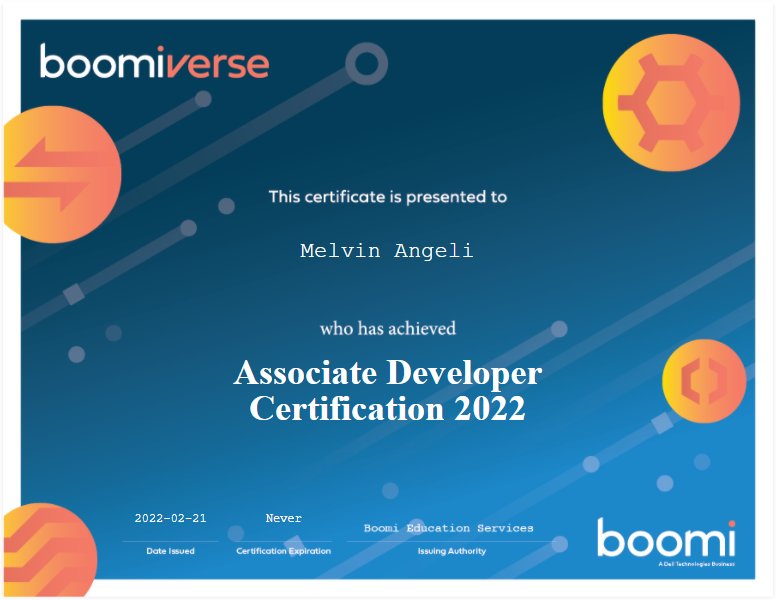 boomiverse
This certificate is presented to
Melvin Angeli
who has achieved
Associate Developer
Certification 2022
2022-02-21
Never
Boomi Education Services
Date Issued
Certification Expiration
Issuing Authority
boomi
A Dell Technologies Business